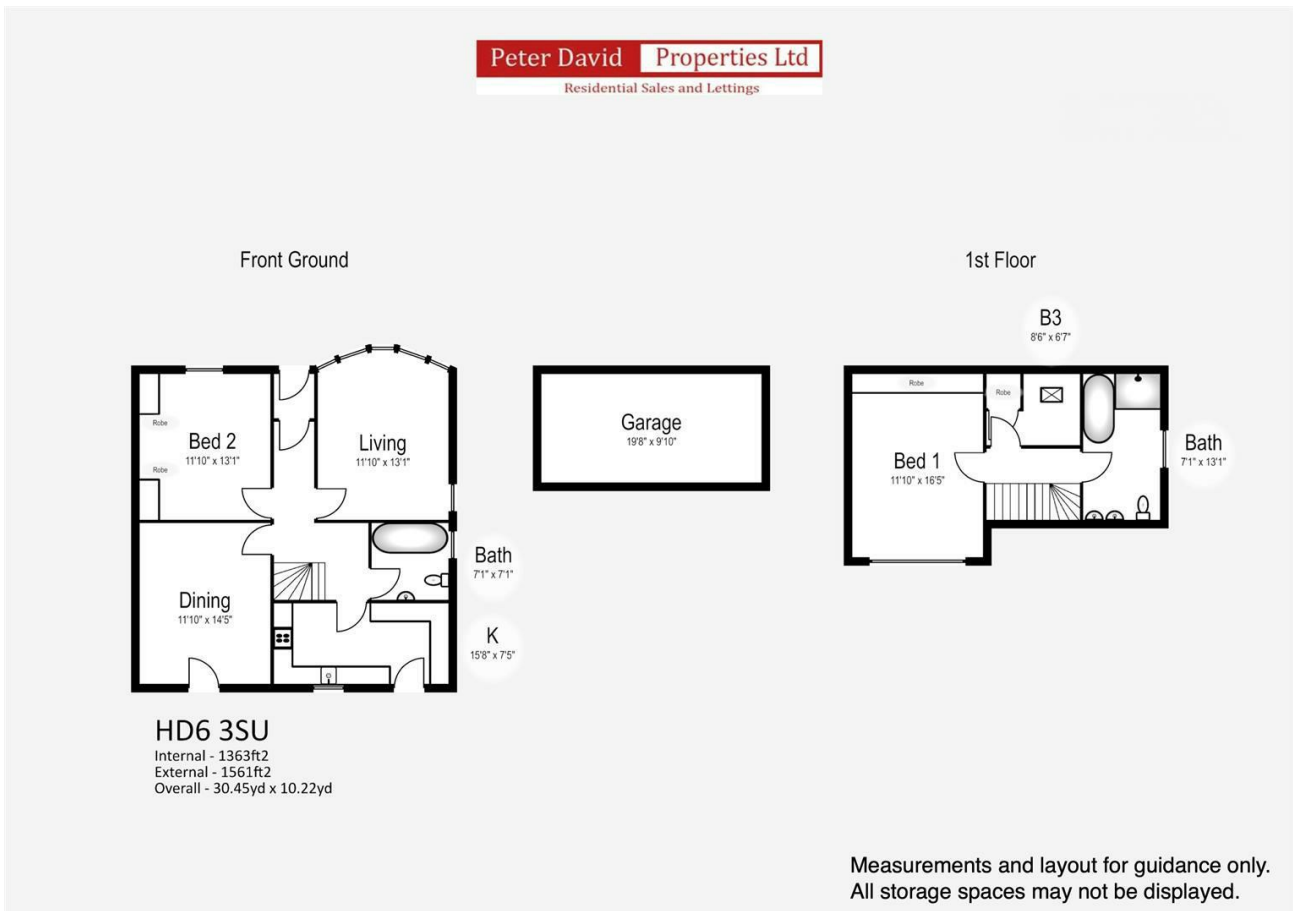 Peter David Properties Ltd
Residential Sales and Lettings
Front Ground
1st Floor
B3
8'6" x 6'7"
Robe
Robe
Robe
Robe
Bed 2
11'10" x 13'1"
Living
11'10" x 13'1"
Garage
19'8" x 9'10"
Bed 1
11'10" x 16'5"
Bath
7'1" x 13'1"
Bath
7'1" x 7'1"
Dining
11'10" x 14'5"
K
15'8" x 7'5"
HD6 3SU
Internal - 1363ft2
External - 1561ft2
Overall - 30.45yd x 10.22yd
Measurements and layout for guidance only.
All storage spaces may not be displayed.